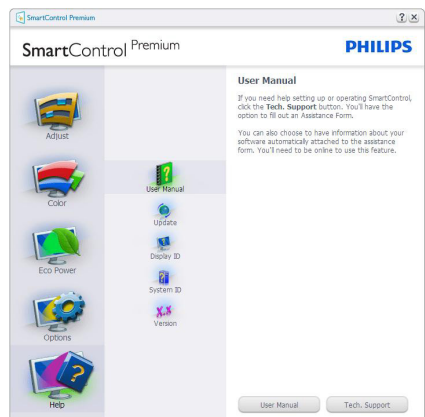 SmartControl Premium
SmartControl Premium
PHILIPS
Adjust
Color
Eco Power
Options
Help
User Manual
Update
Display ID
System ID
X.X
Version
User Manual
If you need help setting up or operating SmartControl,
click the Tech. Support button. You'll have the
option to fill out an Assistance Form.
You can also choose to have information about your
software automatically attached to the assstance
form. You'll need to be online to use this feature.
User Manual
Tech. Support